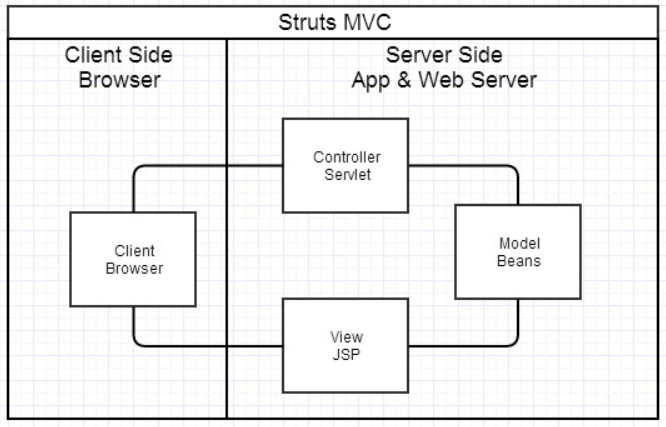 Struts MVC
Client Side
Browser
Server Side
App & Web Server
Controller
Servlet
Client
Browser
Model
Beans
View
JSP